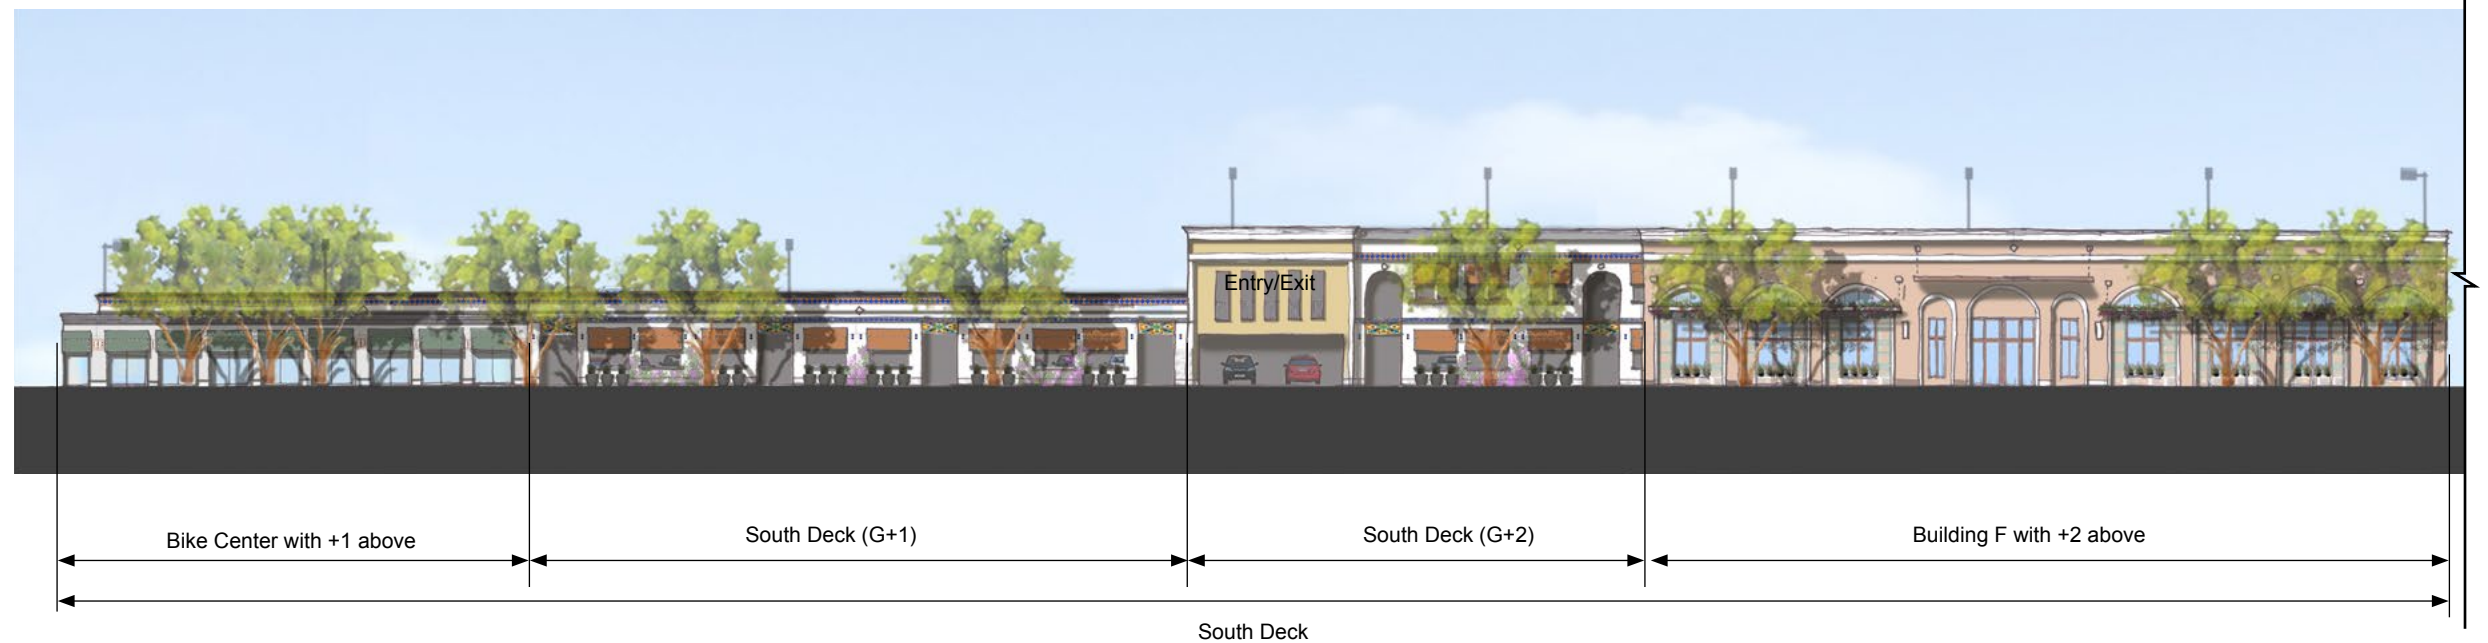 Entry/Exit
Bike Center with +1 above
South Deck (G+1)
South Deck (G+2)
Building F with +2 above
South Deck